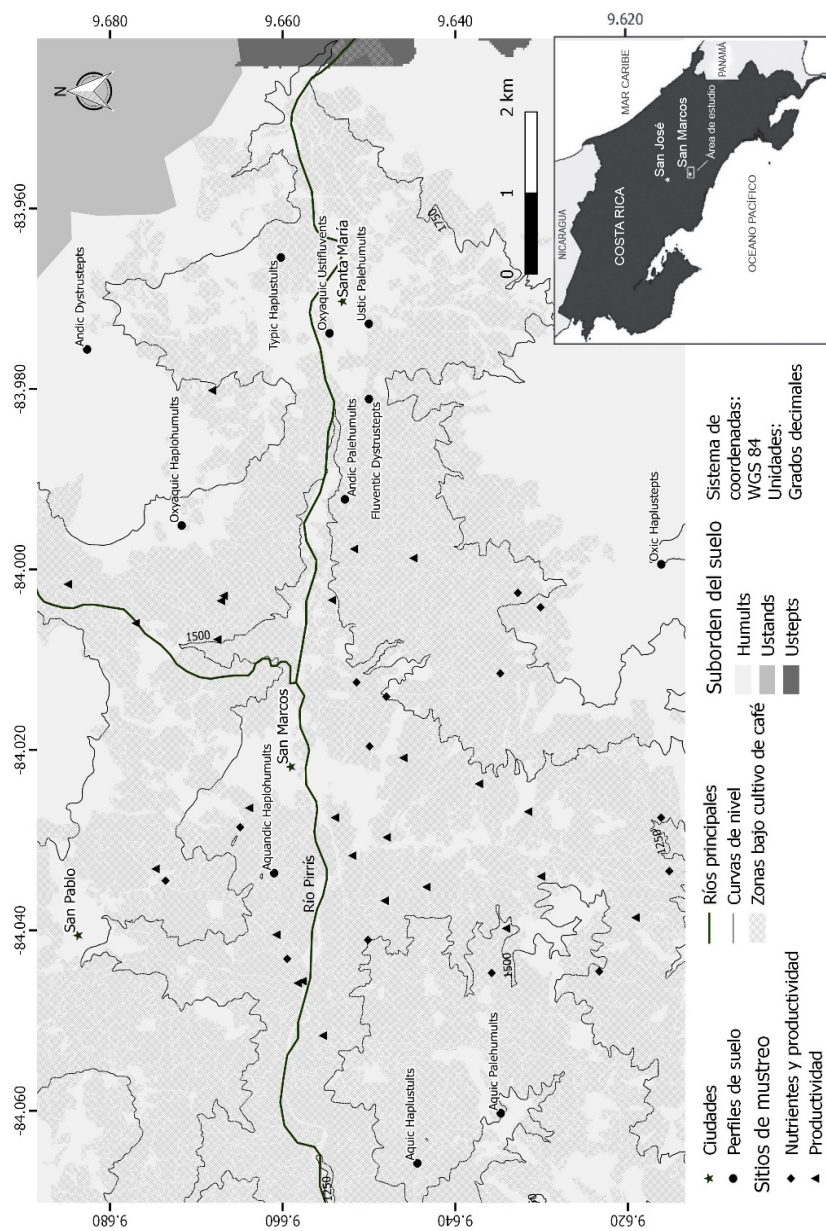 -84.060
-84.040
-84.020
-84.000
-83.980
-83.960
9.680
9.660
9.640
9.620
9.680
9.660
9.640
9.620
N
San Pablo
Andic Dystrustepts
Oxyaquic Haplohumults
1500
Typic Haplustults
Aquandic Haplohumults
San Marcos
Oxyaquic Ustifluvents
Santa María
Río Pirrís
Andic Palehumults
Ustic Palehumults
Fluventic Dystrustepts
1250
1750
Aquic Haplustults
Aquic Palehumults
1500
1250
Oxic Haplustepts
0
1
2 km
Ciudades
Perfiles de suelo
Sitios de mustreo
Nutrientes y productividad
Productividad
Ríos principales
Curvas de nivel
Zonas bajo cultivo de café
Suborden del suelo
Humults
Ustands
Ustepts
Sistema de
coordenadas:
WGS 84
Unidades:
Grados decimales
NICARAGUA
MAR CARIBE
COSTA RICA
San José
San Marcos
Área de estudio
PANAMÁ
OCEANO PACÍFICO